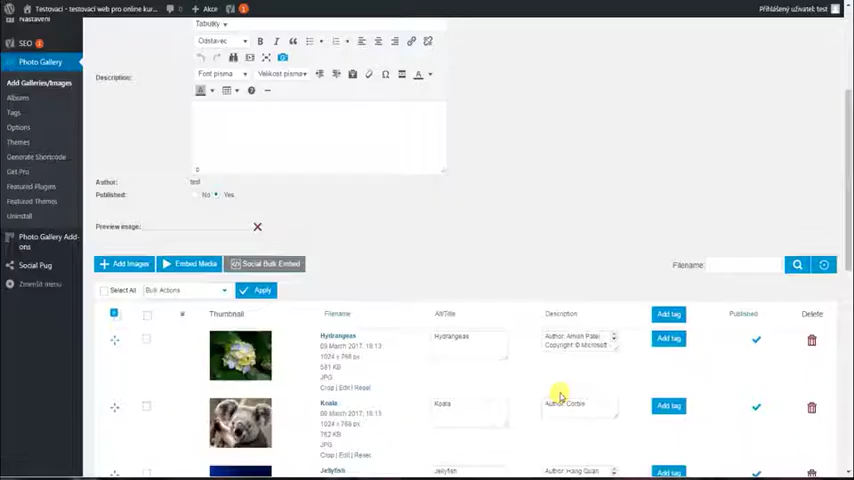 Testovací - testovací web pro online kur...
0
Akce
1
Přihlášený uživatel test
Nastavení
SEO 1
Photo Gallery
Add Galleries/Images
Albums
Tags
Options
Themes
Generate Shortcode
Get Pro
Featured Plugins
Featured Themes
Uninstall
Photo Gallery Add-
ons
Social Pug
Zmenšit menu
Tabulky
Odstavec
Font písma
Velikost písma
Description:
Author:
test
Published:
No
Yes
Preview image:
Add Images
Embed Media
Social Bulk Embed
Filename:
Select All
Bulk Actions
Apply
#
Thumbnail
Filename
Alt/Title
Description
Add tag
Published
Delete
Hydrangeas
09 March 2017, 18:13
1024 x 768 px
581 KB
JPG
Crop | Edit | Reset
Hydrangeas
Author: Amish Patel
Copyright: © Microsoft
Add tag
Koala
09 March 2017, 18:13
1024 x 768 px
762 KB
JPG
Crop | Edit | Reset
Koala
Author: Corbis
Add tag
Jellyfish
Jellyfish
Author: Hang Quan
Add tag